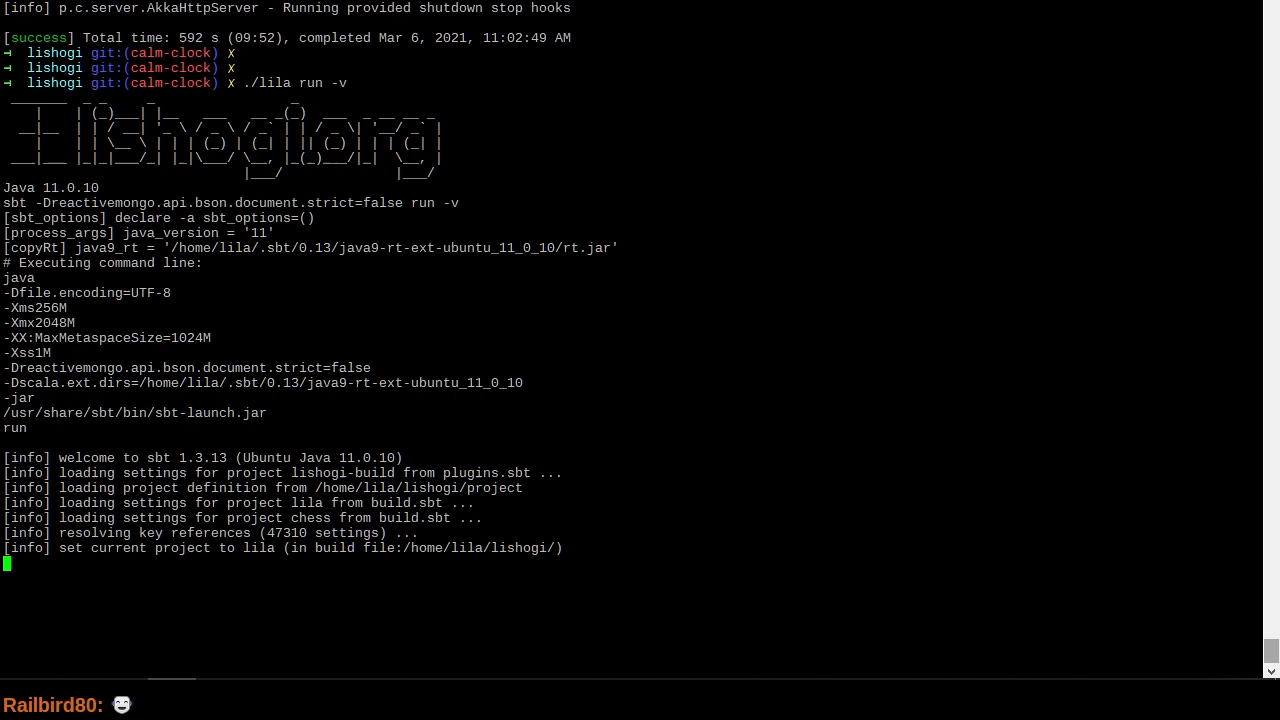 [info] p.c.server.AkkaHttpServer - Running provided shutdown stop hooks
[success] Total time: 592 s (09:52), completed Mar 6, 2021, 11:02:49 AM
→ lishogi git:(calm-clock) ✗
→ lishogi git:(calm-clock) ✗
→ lishogi git:(calm-clock) ✗ ./lila run -v
lishogi.org
Java 11.0.10
sbt -Dreactivemongo.api.bson.document.strict=false run -v
[sbt_options] declare -a sbt_options=()
[process_args] java_version = '11'
[copyRt] java9_rt = '/home/lila/.sbt/0.13/java9-rt-ext-ubuntu_11_0_10/rt.jar'
# Executing command line:
java
-Dfile.encoding=UTF-8
-Xms256M
-Xmx2048M
-XX:MaxMetaspaceSize=1024M
-Xss1M
-Dreactivemongo.api.bson.document.strict=false
-Dscala.ext.dirs=/home/lila/.sbt/0.13/java9-rt-ext-ubuntu_11_0_10
-jar
/usr/share/sbt/bin/sbt-launch.jar
run
[info] welcome to sbt 1.3.13 (Ubuntu Java 11.0.10)
[info] loading settings for project lishogi-build from plugins.sbt ...
[info] loading project definition from /home/lila/lishogi/project
[info] loading settings for project lila from build.sbt ...
[info] loading settings for project chess from build.sbt ...
[info] resolving key references (47310 settings) ...
[info] set current project to lila (in build file:/home/lila/lishogi/)
Railbird80: